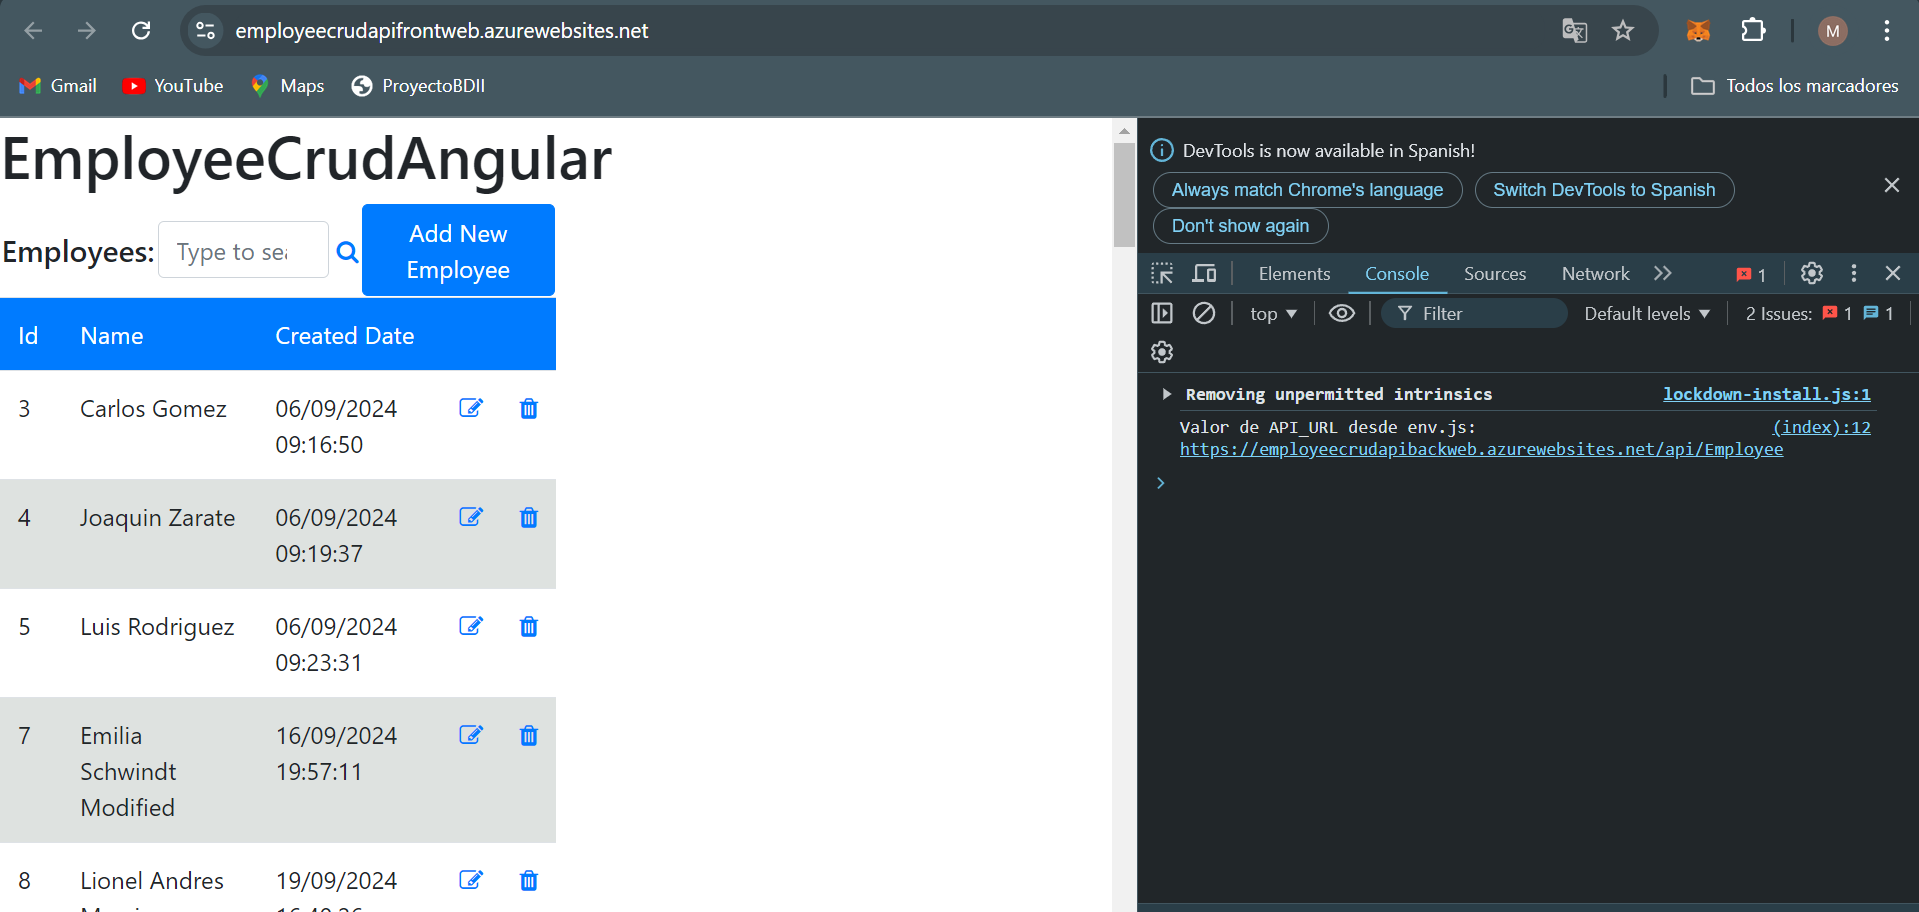 employeecrudapifrontweb.azurewebsites.net
M
Gmail YouTube Maps ProyectoBDII Todos los marcadores
EmployeeCrudAngular
Employees: Type to sea
Add New
Employee
Id Name Created Date
3 Carlos Gomez 06/09/2024
09:16:50
4 Joaquin Zarate 06/09/2024
09:19:37
5 Luis Rodriguez 06/09/2024
09:23:31
7 Emilia 16/09/2024
Schwindt 19:57:11
Modified
8 Lionel Andres 19/09/2024
DevTools is now available in Spanish!
Always match Chrome's language Switch DevTools to Spanish
Don't show again
Elements Console Sources Network 1
top Filter Default levels 2 Issues: 1 1
Removing unpermitted intrinsics lockdown-install.js:1
Valor de API_URL desde env.js: (index):12
https://employeecrudapibackweb.azurewebsites.net/api/Employee